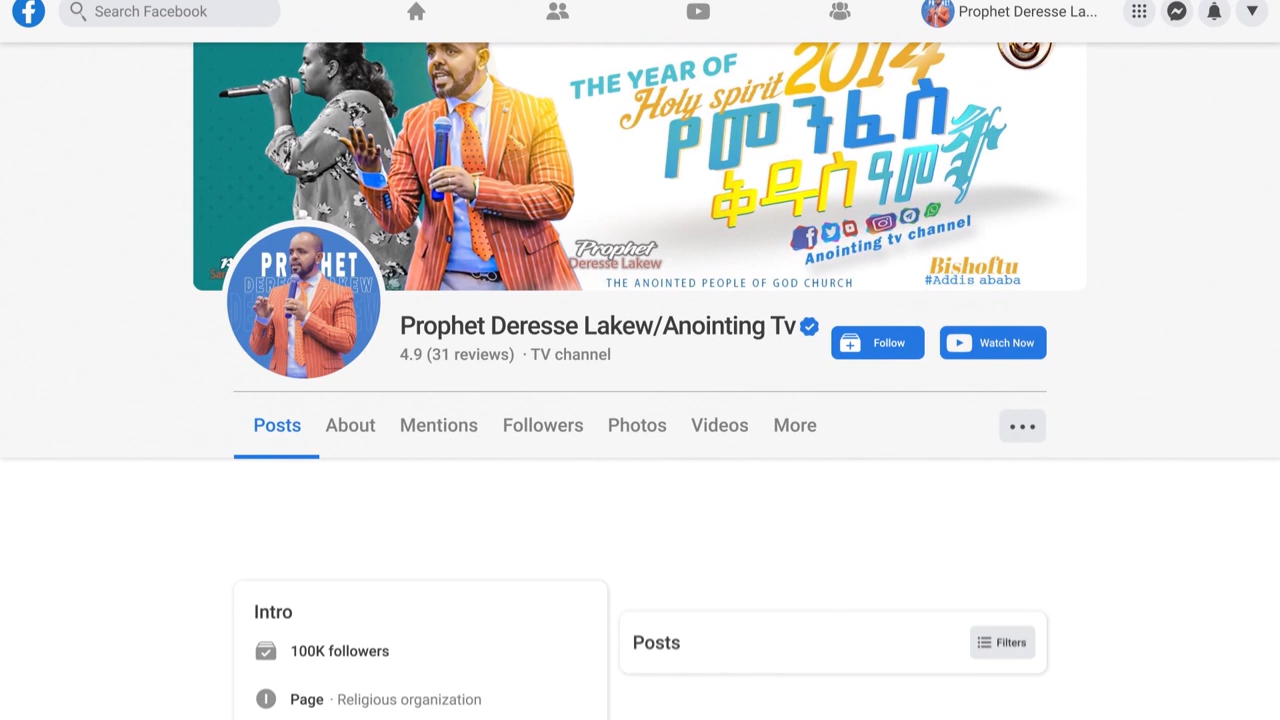 Search Facebook
Prophet Deresse La...
THE YEAR OF
Holy spirit
2014
የመንፈስ
ቅዱስ ዓመት
Anointing tv channel
Prophet
Deresse Lakew
THE ANOINTED PEOPLE OF GOD CHURCH
Bishoftu
#Addis ababa
PROPHET
Prophet Deresse Lakew/Anointing Tv
4.9 (31 reviews) · TV channel
Follow
Watch Now
Posts
About
Mentions
Followers
Photos
Videos
More
Intro
100K followers
Page · Religious organization
Posts
Filters